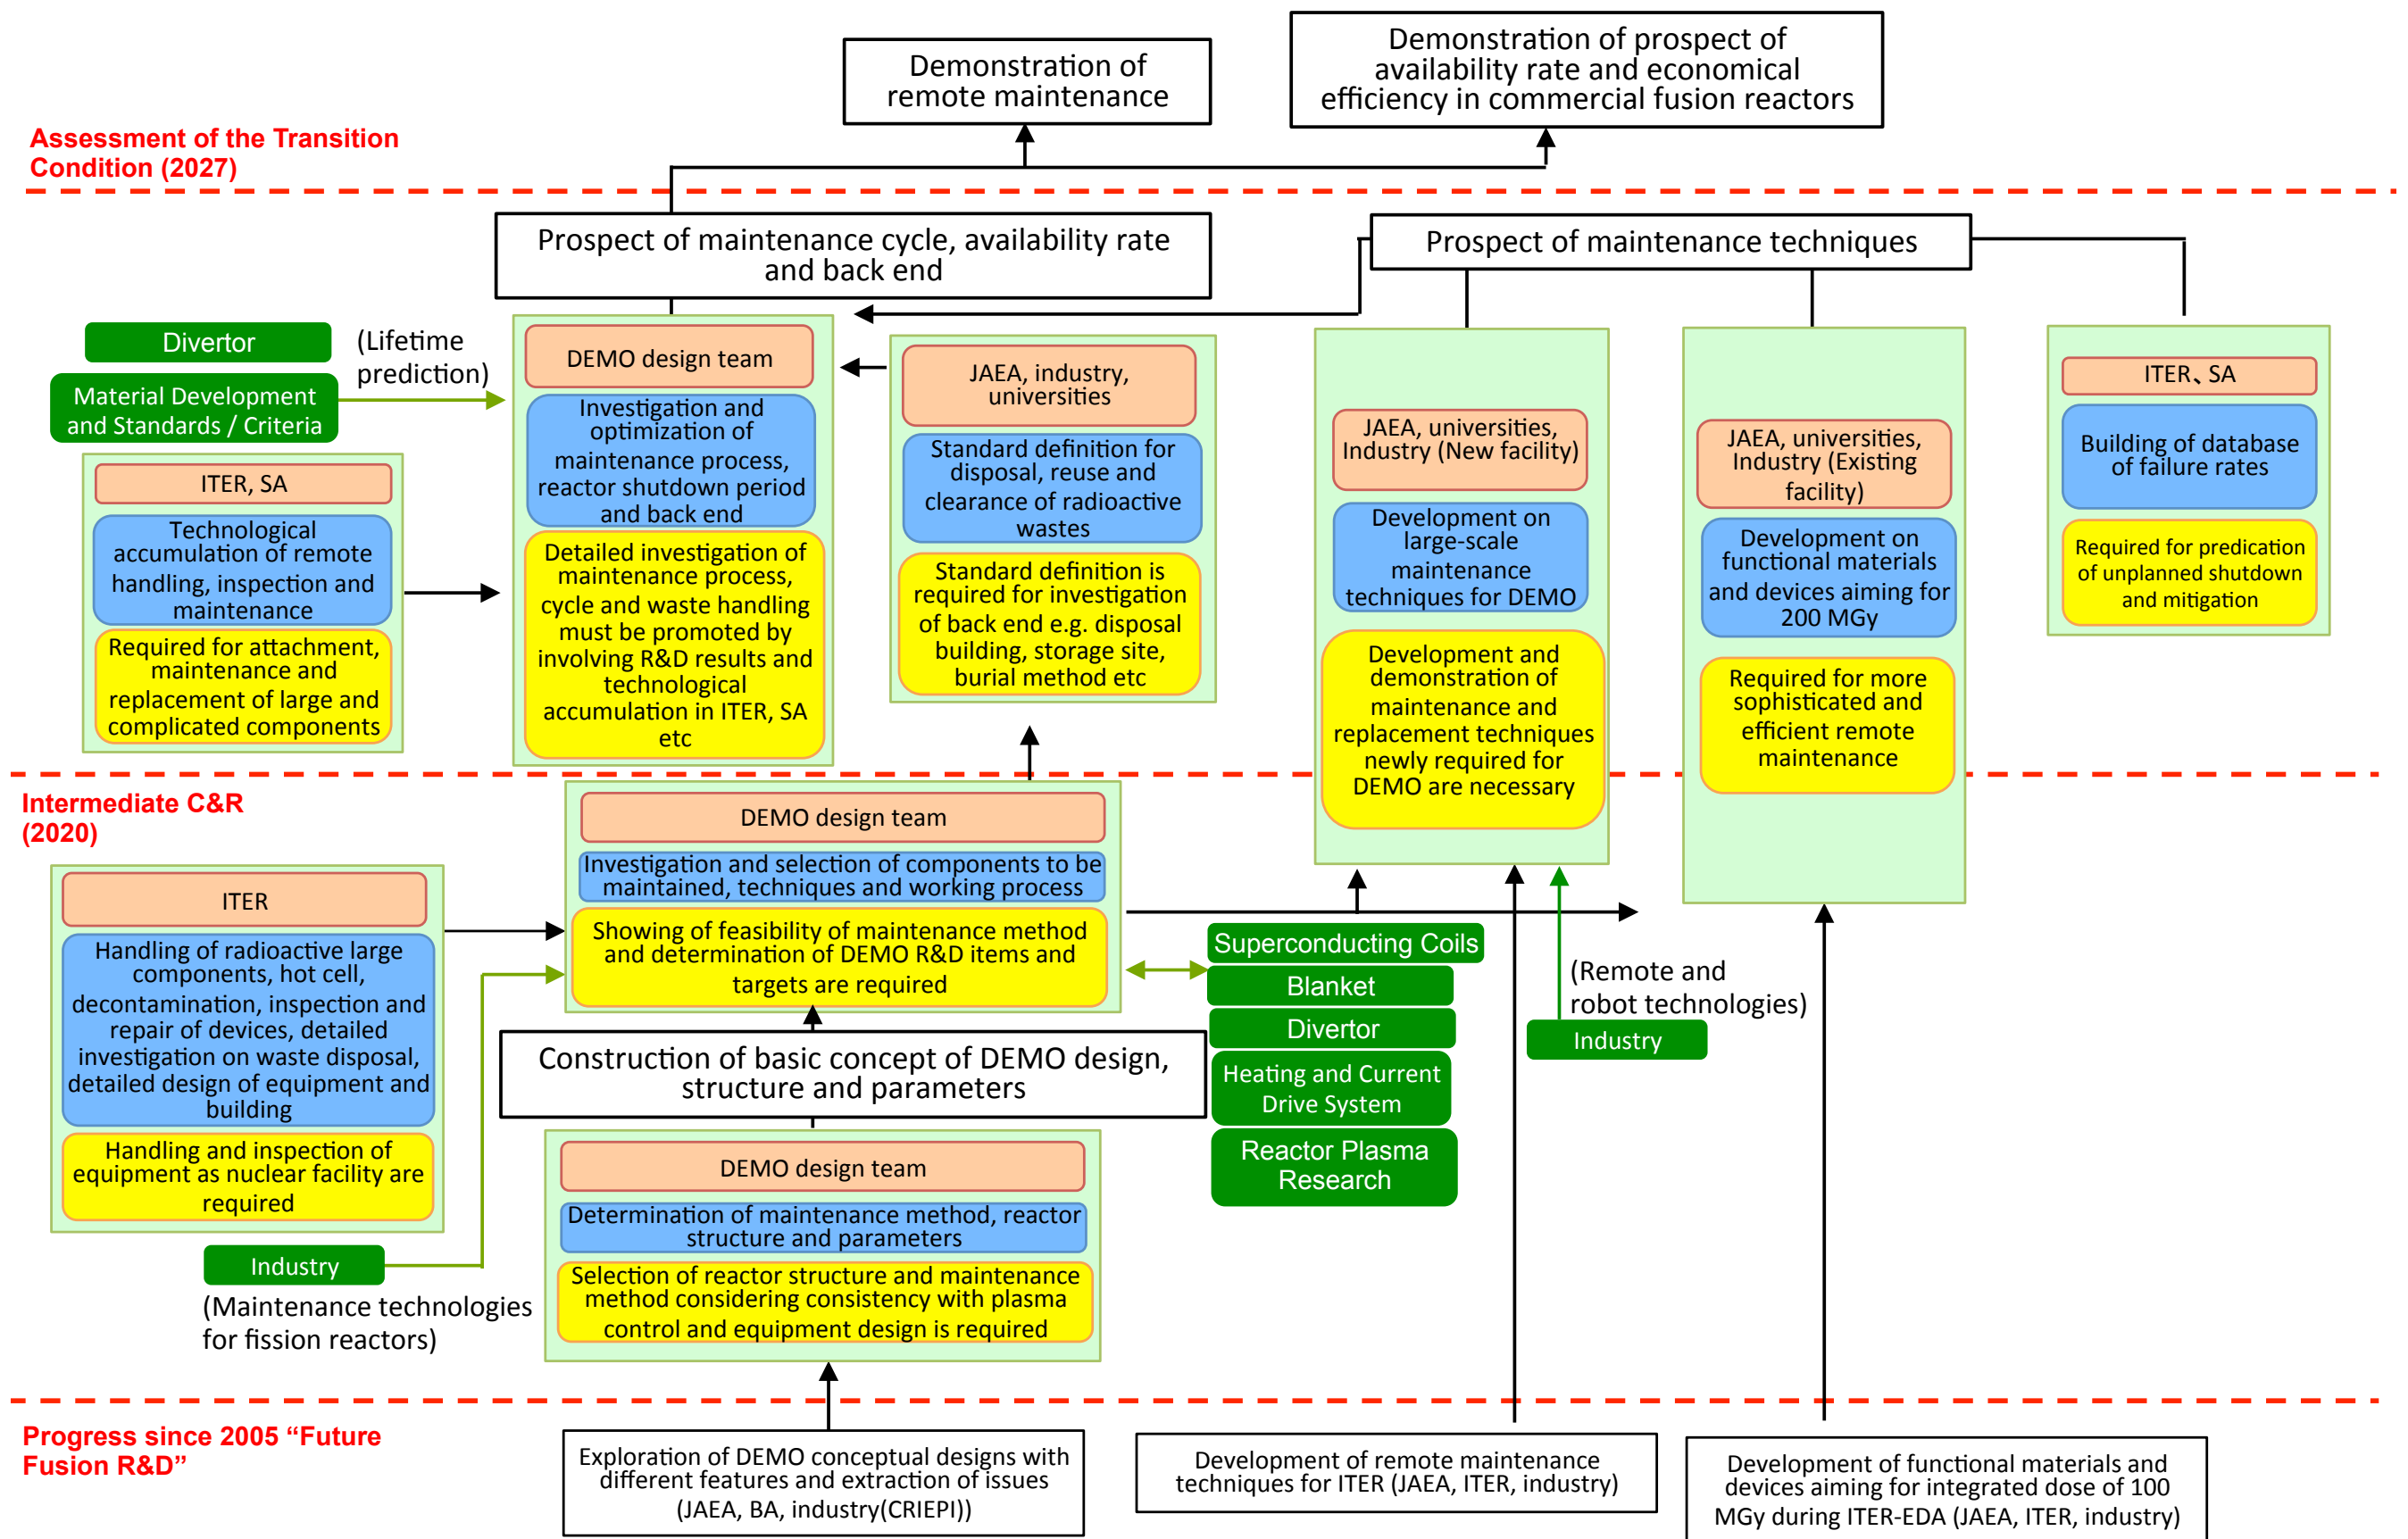 Demonstration of
remote maintenance
Demonstration of prospect of
availability rate and economical
efficiency in commercial fusion reactors
Assessment of the Transition
Condition (2027)
Prospect of maintenance cycle, availability rate
and back end
Prospect of maintenance techniques
Divertor
Material Development
and Standards / Criteria
(Lifetime
prediction)
ITER, SA
Technological
accumulation of remote
handling, inspection and
maintenance
Required for attachment,
maintenance and
replacement of large and
complicated components
DEMO design team
Investigation and
optimization of
maintenance process,
reactor shutdown period
and back end
Detailed investigation of
maintenance process,
cycle and waste handling
must be promoted by
involving R&D results and
technological
accumulation in ITER, SA
etc
JAEA, industry,
universities
Standard definition for
disposal, reuse and
clearance of radioactive
wastes
Standard definition is
required for investigation
of back end e.g. disposal
building, storage site,
burial method etc
JAEA, universities,
Industry (New facility)
Development on
large-scale
maintenance
techniques for DEMO
Development and
demonstration of
maintenance and
replacement techniques
newly required for
DEMO are necessary
JAEA, universities,
Industry (Existing
facility)
Development on
functional materials
and devices aiming for
200 MGy
Required for more
sophisticated and
efficient remote
maintenance
ITER、SA
Building of database
of failure rates
Required for predication
of unplanned shutdown
and mitigation
Intermediate C&R
(2020)
ITER
Handling of radioactive large
components, hot cell,
decontamination, inspection and
repair of devices, detailed
investigation on waste disposal,
detailed design of equipment and
building
Handling and inspection of
equipment as nuclear facility are
required
Industry
(Maintenance technologies
for fission reactors)
DEMO design team
Investigation and selection of components to be
maintained, techniques and working process
Showing of feasibility of maintenance method
and determination of DEMO R&D items and
targets are required
Construction of basic concept of DEMO design,
structure and parameters
DEMO design team
Determination of maintenance method, reactor
structure and parameters
Selection of reactor structure and maintenance
method considering consistency with plasma
control and equipment design is required
Superconducting Coils
Blanket
Divertor
Heating and Current
Drive System
Reactor Plasma
Research
(Remote and
robot technologies)
Industry
Progress since 2005 “Future
Fusion R&D”
Exploration of DEMO conceptual designs with
different features and extraction of issues
(JAEA, BA, industry(CRIEPI))
Development of remote maintenance
techniques for ITER (JAEA, ITER, industry)
Development of functional materials and
devices aiming for integrated dose of 100
MGy during ITER-EDA (JAEA, ITER, industry)